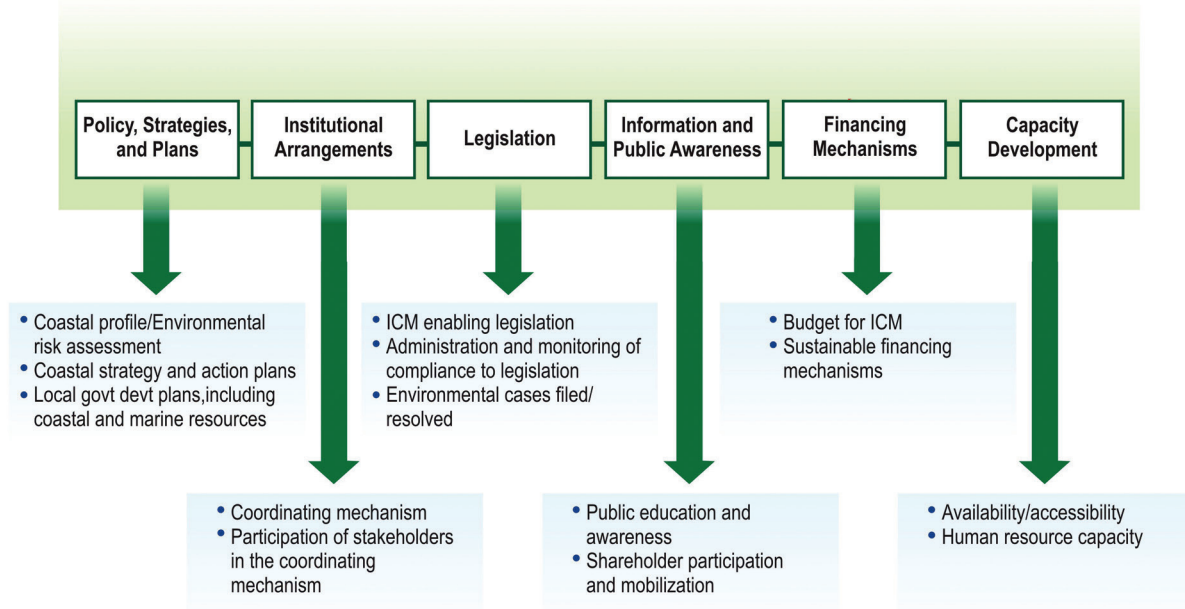 Policy, Strategies,
and Plans
Institutional
Arrangements
Legislation
Information and
Public Awareness
Financing
Mechanisms
Capacity
Development
• Coastal profile/Environmental
risk assessment
• Coastal strategy and action plans
• Local govt devt plans,including
coastal and marine resources
• ICM enabling legislation
• Administration and monitoring of
compliance to legislation
• Environmental cases filed/
resolved
• Budget for ICM
• Sustainable financing
mechanisms
• Coordinating mechanism
• Participation of stakeholders
in the coordinating
mechanism
• Public education and
awareness
• Shareholder participation
and mobilization
• Availability/accessibility
• Human resource capacity